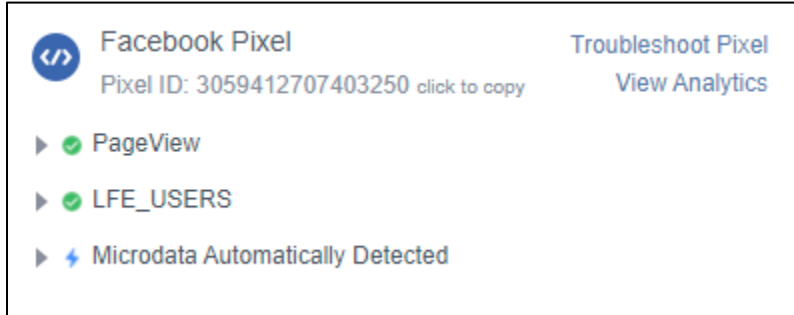 Facebook Pixel
Troubleshoot Pixel
Pixel ID: 3059412707403250 click to copy
View Analytics
PageView
LFE_USERS
Microdata Automatically Detected